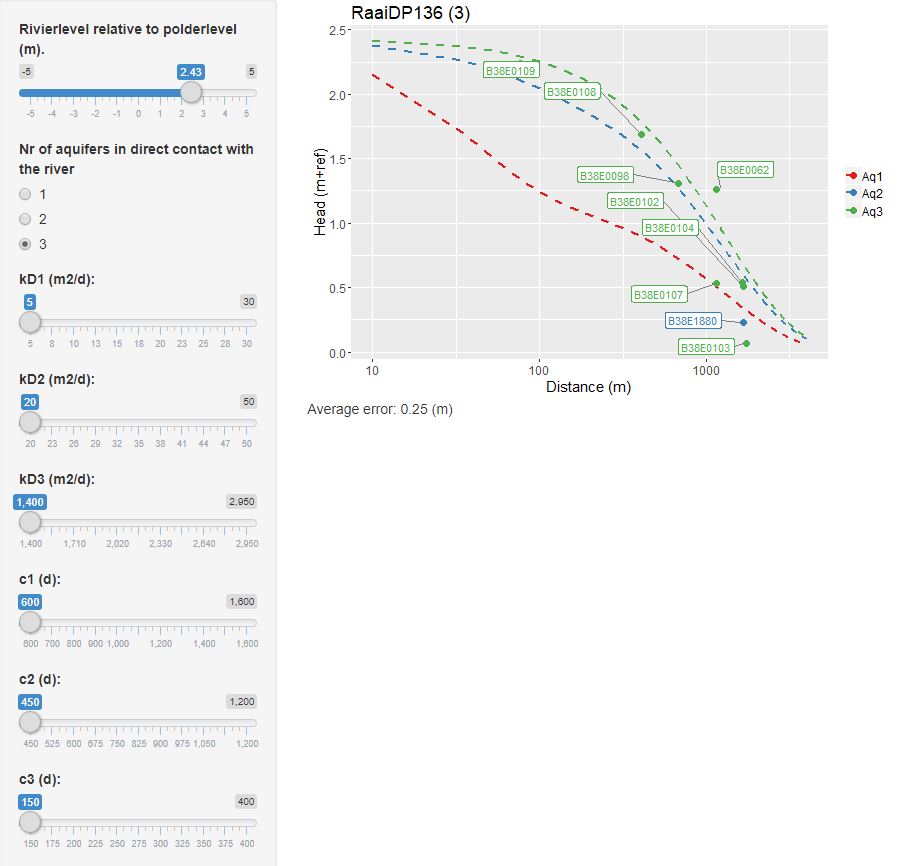 Rivierlevel relative to polderlevel
(m).
-5 2.43 5
-5 -4 -3 -2 -1 0 1 2 3 4 5
Nr of aquifers in direct contact with
the river
1
2
3
kD1 (m2/d):
5 30
5 8 10 13 15 18 20 23 25 28 30
kD2 (m2/d):
20 50
20 23 26 29 32 35 38 41 44 47 50
kD3 (m2/d):
1,400 2,950
1,400 1,710 2,020 2,330 2,640 2,950
c1 (d):
600 1,600
600 700 800 900 1,000 1,200 1,400 1,600
c2 (d):
450 1,200
450 525 600 675 750 825 900 975 1,050 1,200
c3 (d):
150 400
150 175 200 225 250 275 300 325 350 375 400
RaaiDP136 (3)
2.5
2.0
1.5
1.0
0.5
0.0
Head (m+ref)
B38E0109
B38E0108
B38E0098
B38E0062
B38E0102
B38E0104
B38E0107
B38E1880
B38E0103
10 100 1000
Distance (m)
Aq1
Aq2
Aq3
Average error: 0.25 (m)